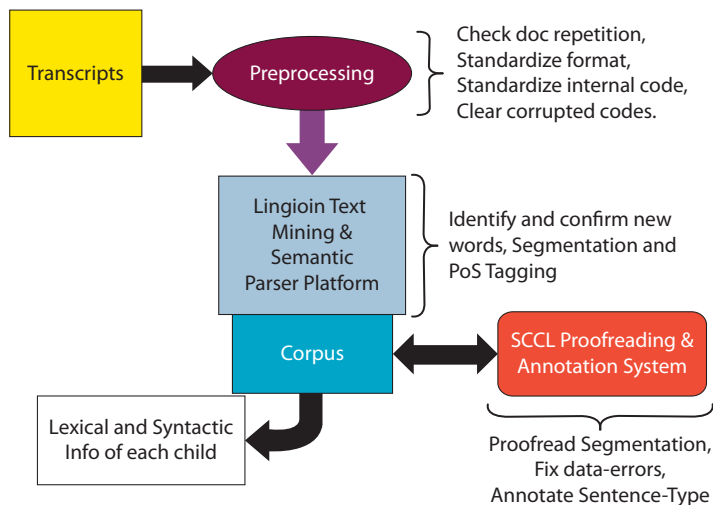 Transcripts
Preprocessing
Check doc repetition,
Standardize format,
Standardize internal code,
Clear corrupted codes.
Lingioin Text
Mining &
Semantic
Parser Platform
Identify and confirm new
words, Segmentation and
PoS Tagging
Corpus
SCCL Proofreading &
Annotation System
Lexical and Syntactic
Info of each child
Proofread Segmentation,
Fix data-errors,
Annotate Sentence-Type